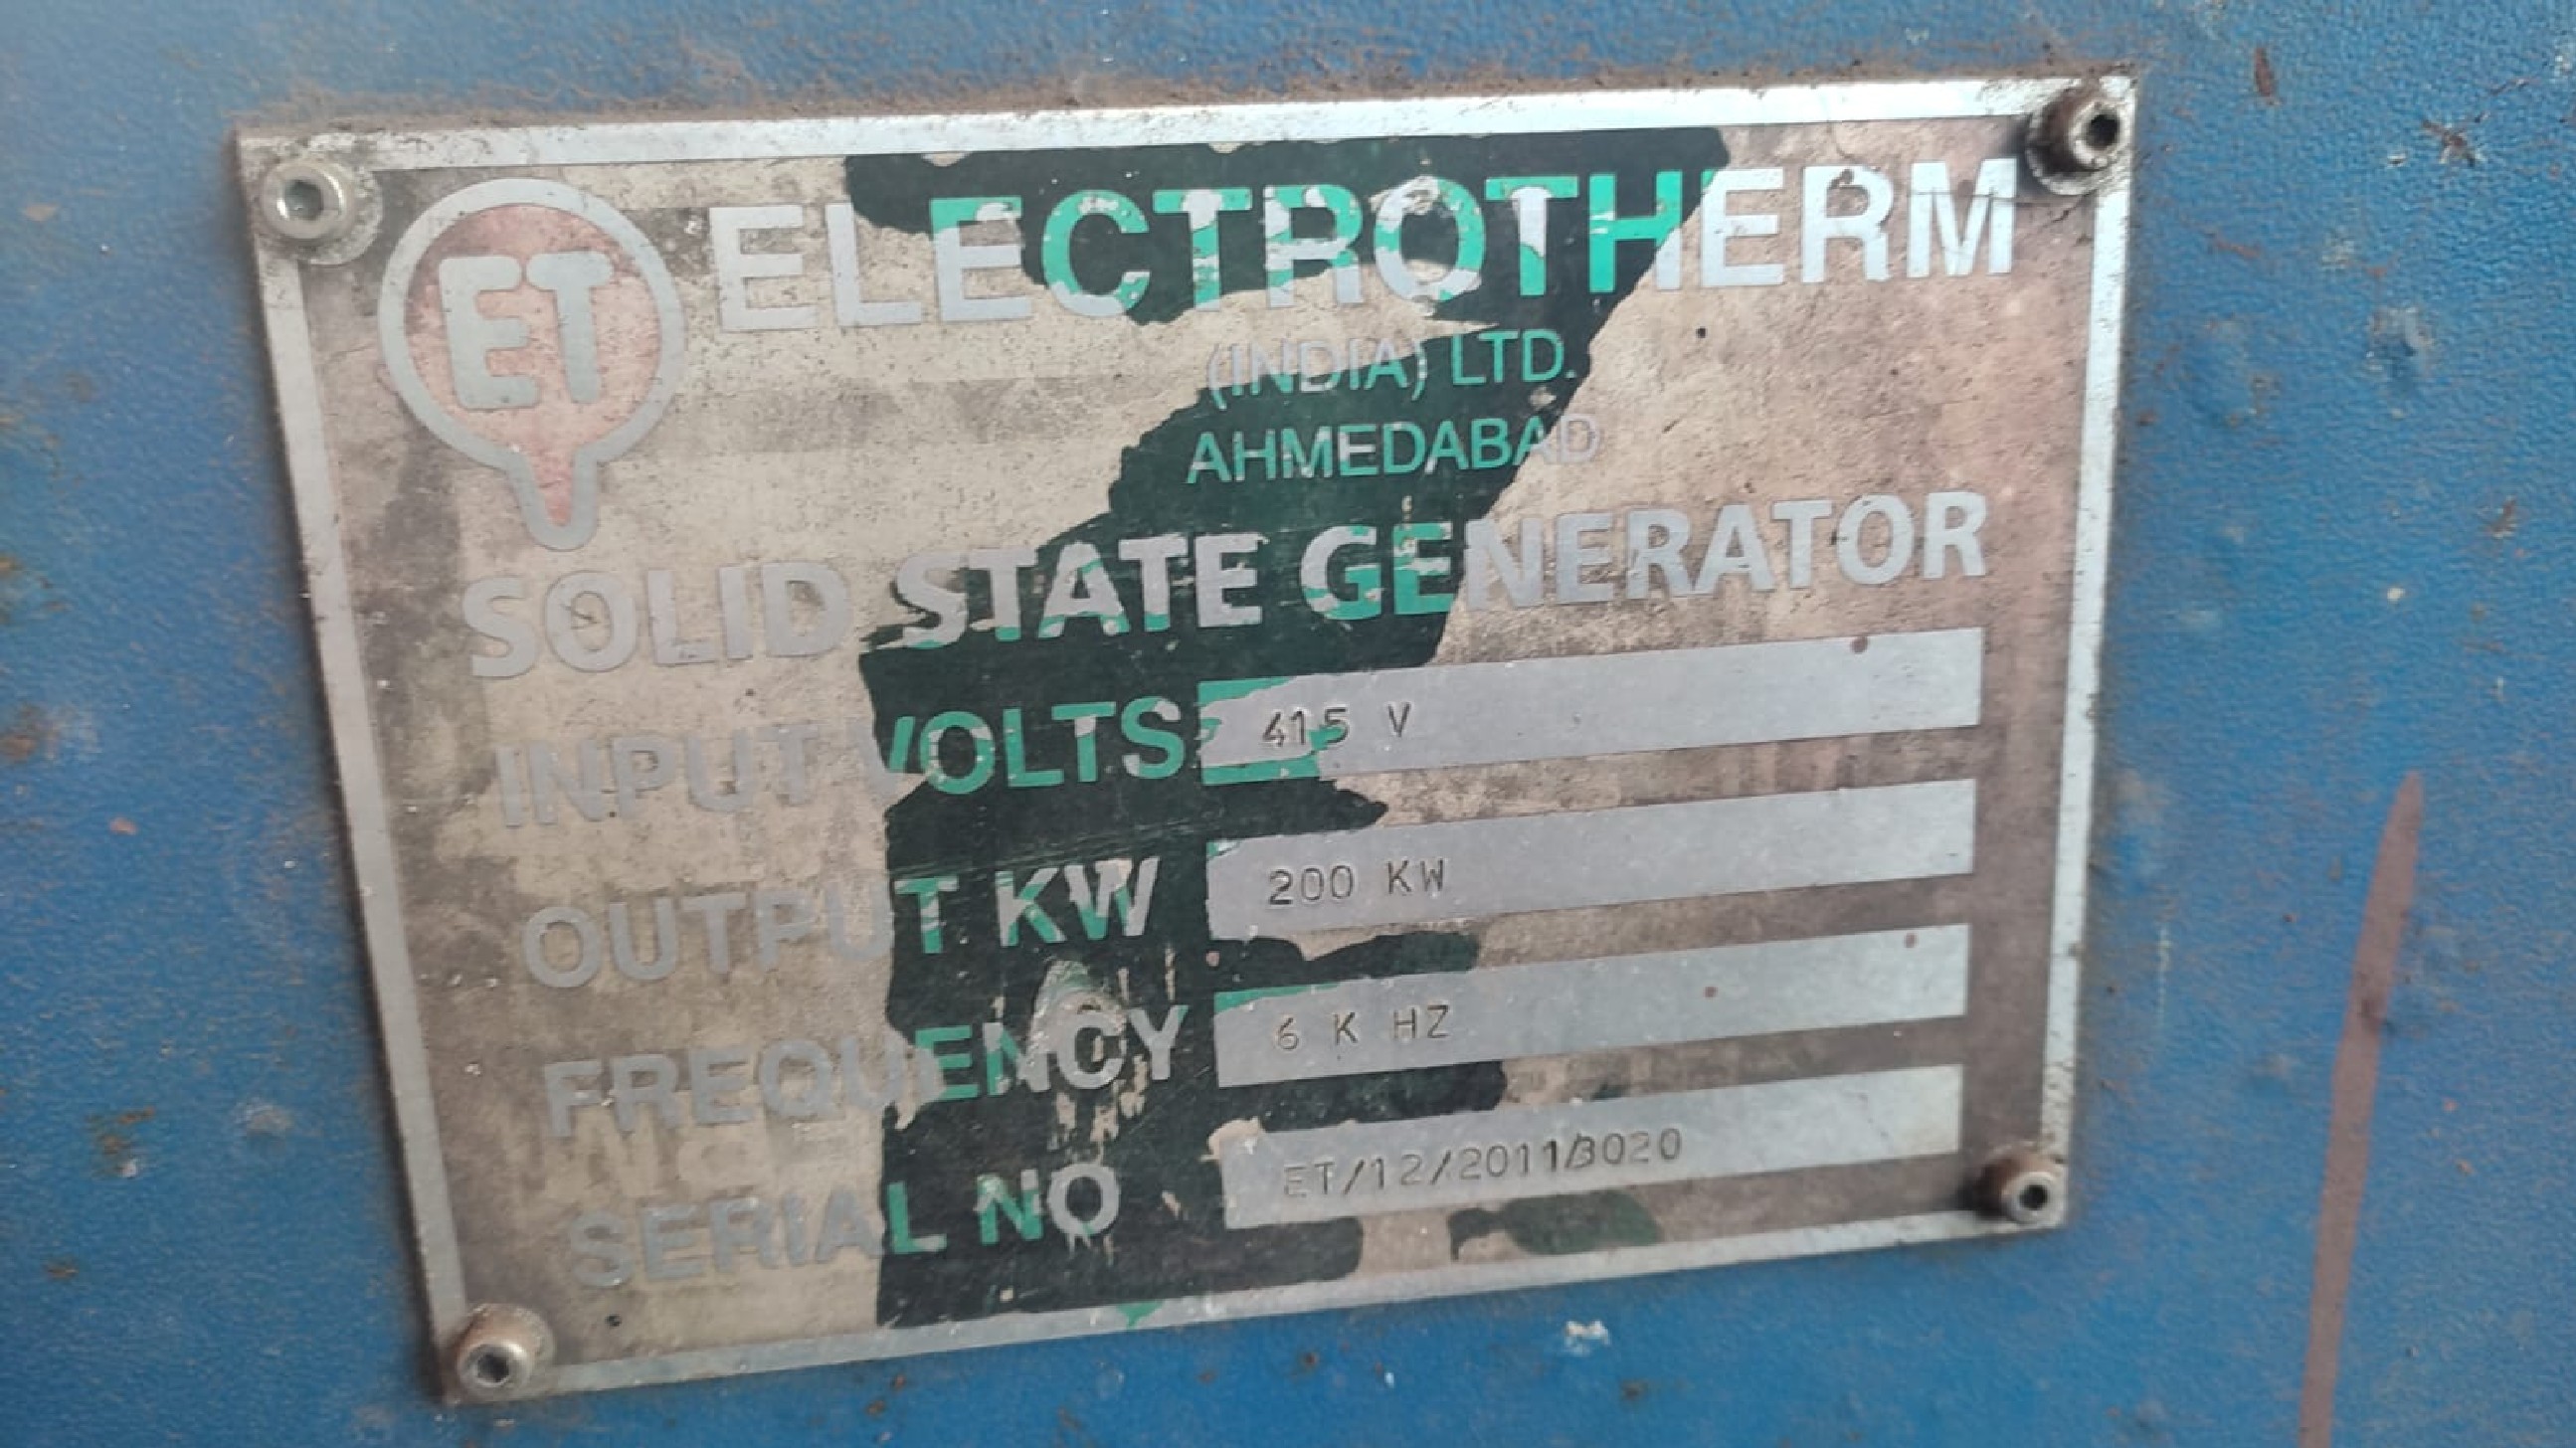 ET ELECTROTHERM
(INDIA) LTD.
AHMEDABAD
SOLID STATE GENERATOR
INPUT VOLTS 415 V
OUTPUT KW 200 KW
FREQUENCY 6 K HZ
SERIAL NO ET/12/2011/3020